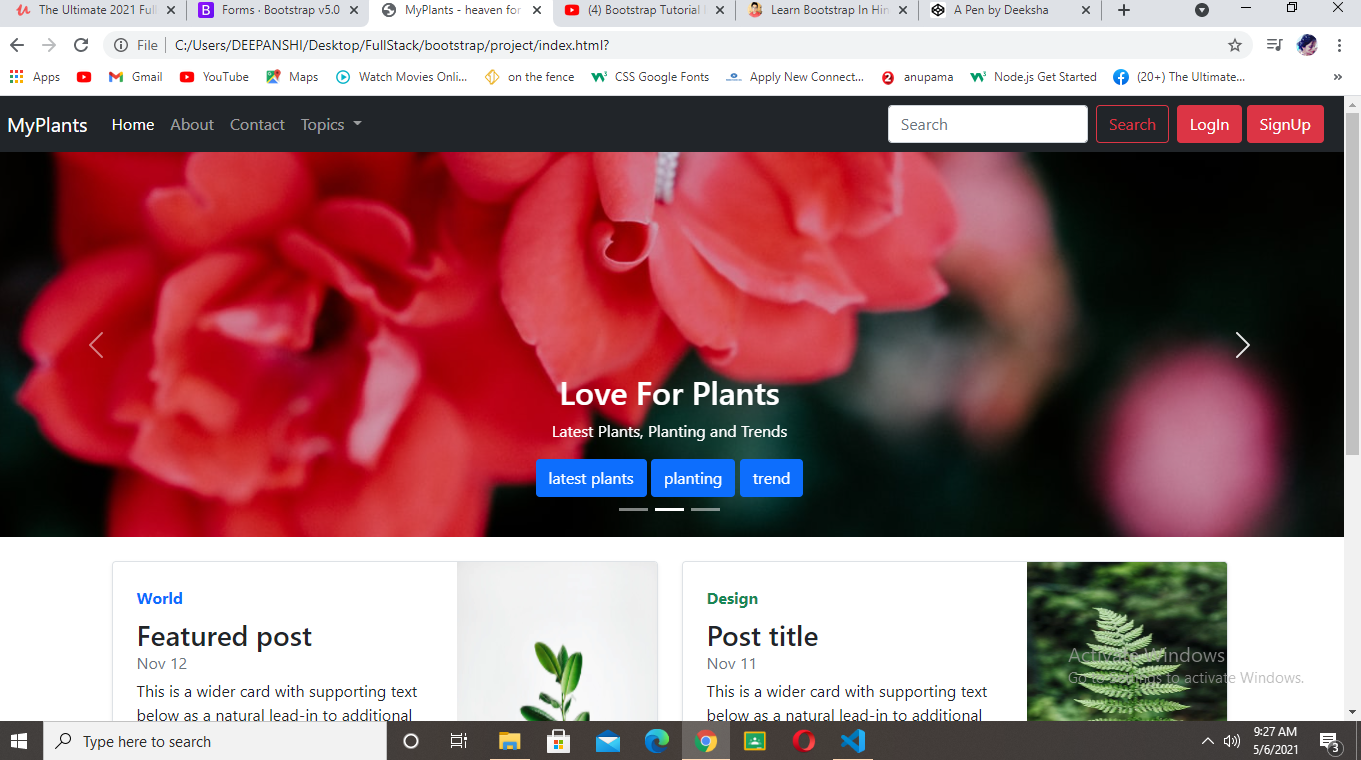 The Ultimate 2021 Full
Forms · Bootstrap v5.0
MyPlants - heaven for
(4) Bootstrap Tutorial
Learn Bootstrap In Hin
A Pen by Deeksha
File
C:/Users/DEEPANSHI/Desktop/FullStack/bootstrap/project/index.html?
Apps
Gmail
YouTube
Maps
Watch Movies Onli...
on the fence
CSS Google Fonts
Apply New Connect...
2
anupama
Node.js Get Started
(20+) The Ultimate...
»
MyPlants
Home
About
Contact
Topics
Search
Search
LogIn
SignUp
Love For Plants
Latest Plants, Planting and Trends
latest plants
planting
trend
World
Featured post
Nov 12
This is a wider card with supporting text
below as a natural lead-in to additional
Design
Post title
Nov 11
This is a wider card with supporting text
below as a natural lead-in to additional
Activate Windows
Go to Settings to activate Windows.
Type here to search
9:27 AM
5/6/2021
3